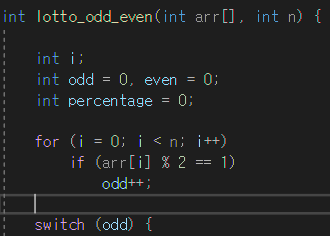 int lotto_odd_even(int arr[], int n) {
int i;
int odd = 0, even = 0;
int percentage = 0;
for (i = 0; i < n; i++)
if (arr[i] % 2 == 1)
odd++;
switch (odd) {